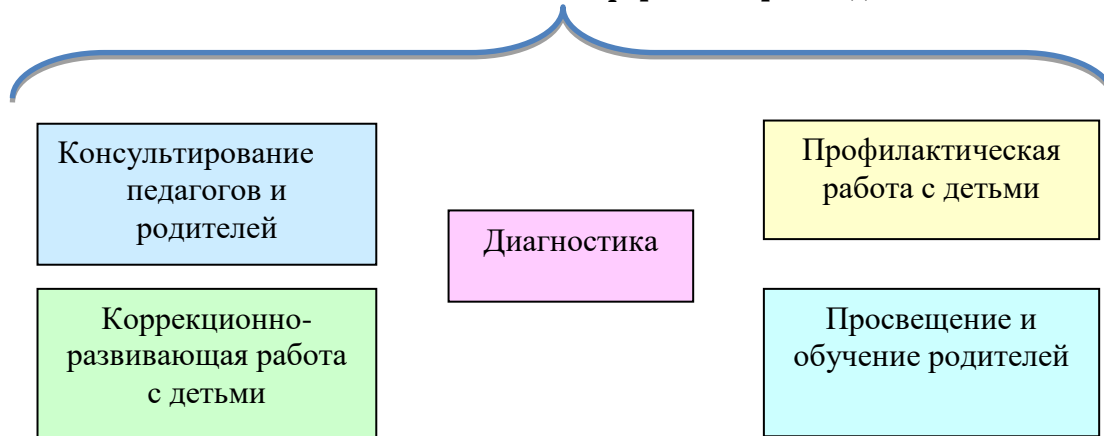 Консультирование
педагогов и
родителей
Диагностика
Профилактическая
работа с детьми
Коррекционно-
развивающая работа
с детьми
Просвещение и
обучение родителей